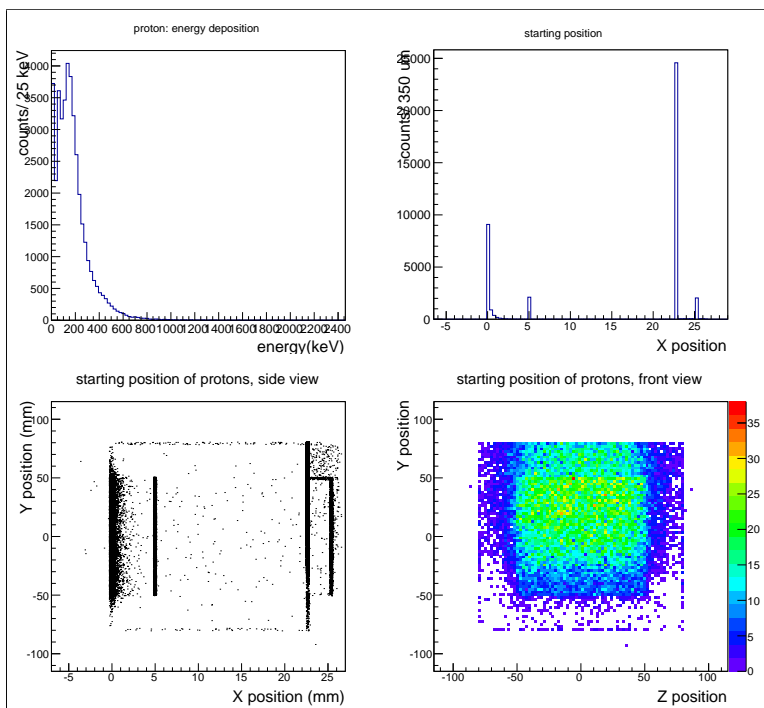 proton: energy deposition
counts/ 25 keV
4000
3500
3000
2500
2000
1500
1000
500
0
0 200 400 600 800 1000 1200 1400 1600 1800 2000 2200 2400
energy(keV)
starting position
counts/ 350 um
25000
20000
15000
10000
5000
0
-5 0 5 10 15 20 25
X position
starting position of protons, side view
Y position (mm)
100
50
0
-50
-100
-5 0 5 10 15 20 25
X position (mm)
starting position of protons, front view
Y position
100
50
0
-50
-100
-100 -50 0 50 100
Z position
35
30
25
20
15
10
5
0